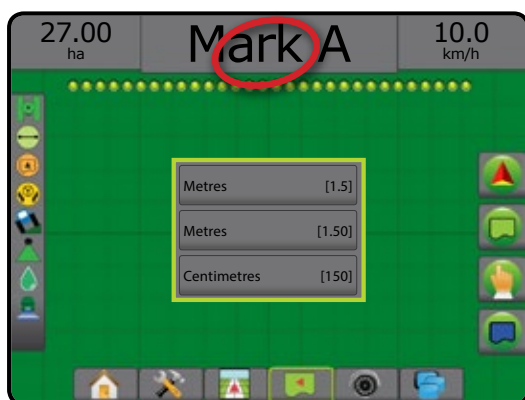 27.00
ha
Mark A
10.0
km/h
Metres [1.5]
Metres [1.50]
Centimetres [150]